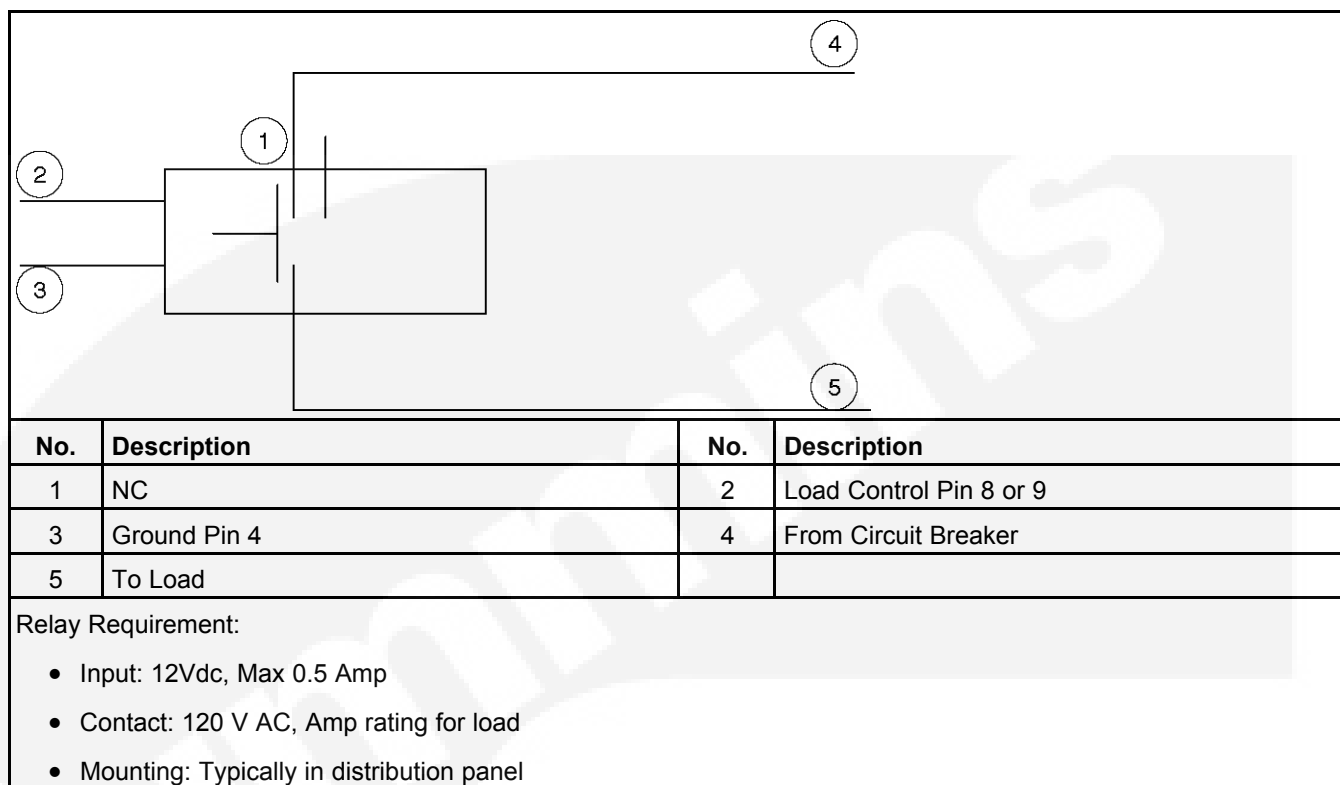 4
1
2
3
5
No. Description No. Description
1 NC 2 Load Control Pin 8 or 9
3 Ground Pin 4 4 From Circuit Breaker
5 To Load
Relay Requirement:
• Input: 12Vdc, Max 0.5 Amp
• Contact: 120 V AC, Amp rating for load
• Mounting: Typically in distribution panel